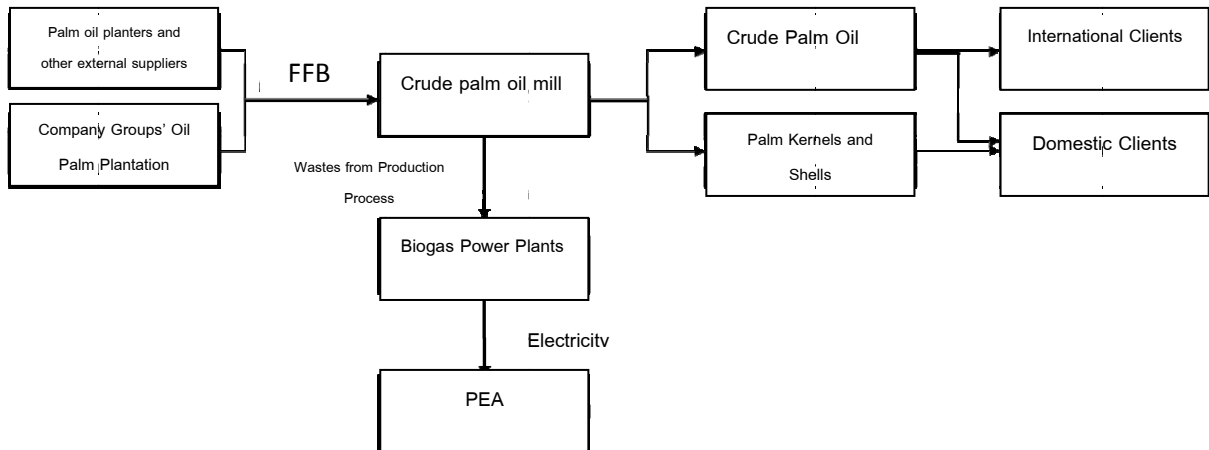 Palm oil planters and
other external suppliers
Company Groups' Oil
Palm Plantation
FFB
Crude palm oil mill
Wastes from Production
Process
Biogas Power Plants
Electricity
PEA
Crude Palm Oil
Palm Kernels and
Shells
International Clients
Domestic Clients